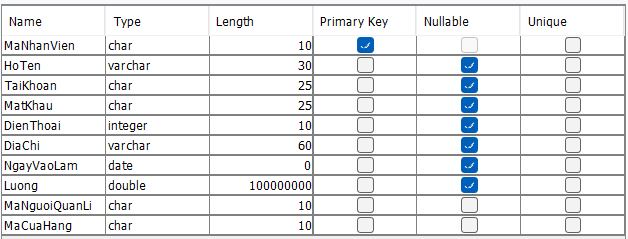 Name Type Length Primary Key Nullable Unique
MaNhanVien char 10
HoTen varchar 30
TaiKhoan char 25
MatKhau char 25
DienThoai integer 10
DiaChi varchar 60
NgayVaoLam date 0
Luong double 100000000
MaNguoiQuanLi char 10
MaCuaHang char 10